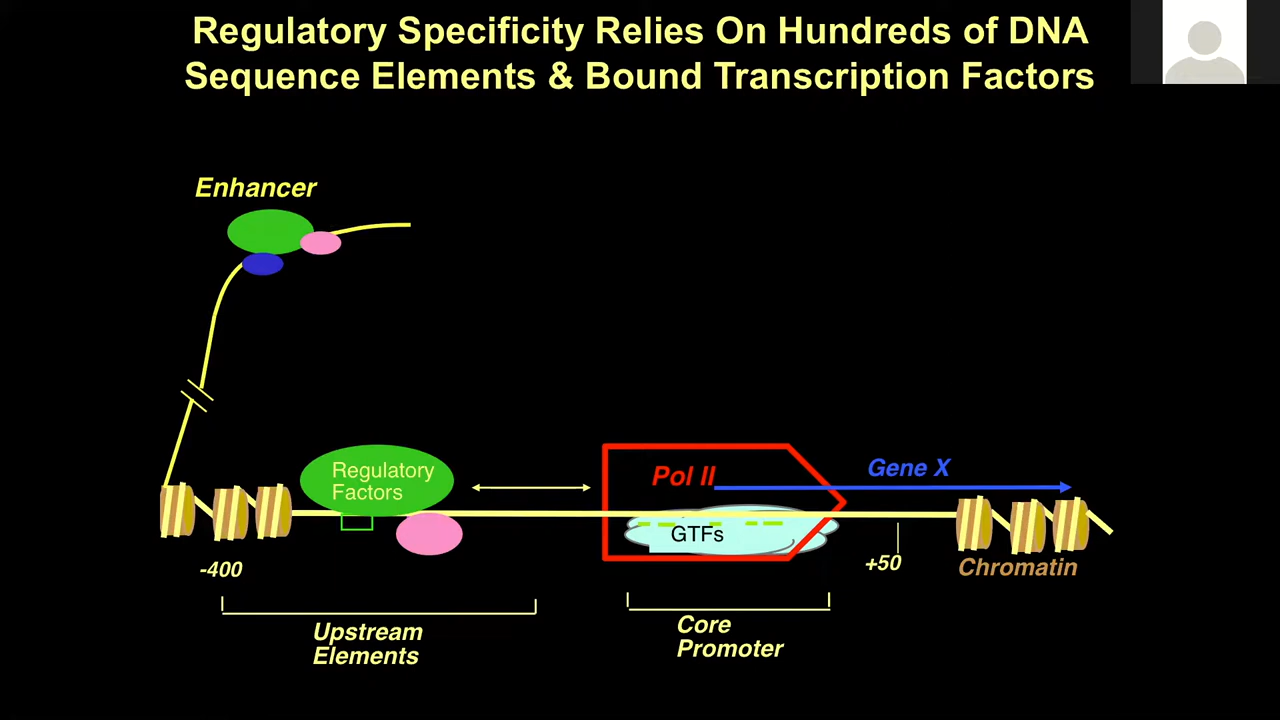 Regulatory Specificity Relies On Hundreds of DNA
Sequence Elements & Bound Transcription Factors
Enhancer
Regulatory
Factors
Pol II
Gene X
GTFs
-400
+50
Chromatin
Upstream
Elements
Core
Promoter